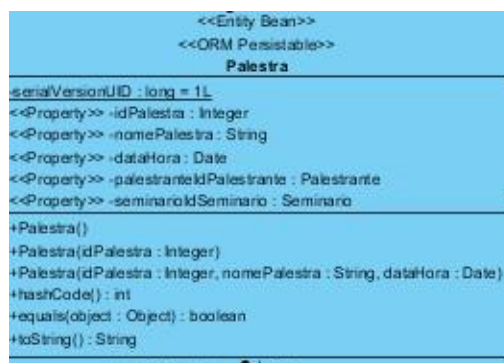 <<Entity Bean>>
<<ORM Persistable>>
Palestra
-serialVersionUID : long = 1L
<<Property>> -idPalestra : Integer
<<Property>> -nomePalestra : String
<<Property>> -dataHora : Date
<<Property>> -palestranteIdPalestrante : Palestrante
<<Property>> -seminarioIdSeminario : Seminario
+Palestra()
+Palestra(idPalestra : Integer)
+Palestra(idPalestra : Integer, nomePalestra : String, dataHora : Date)
+hashCode() : int
+equals(object : Object) : boolean
+toString() : String